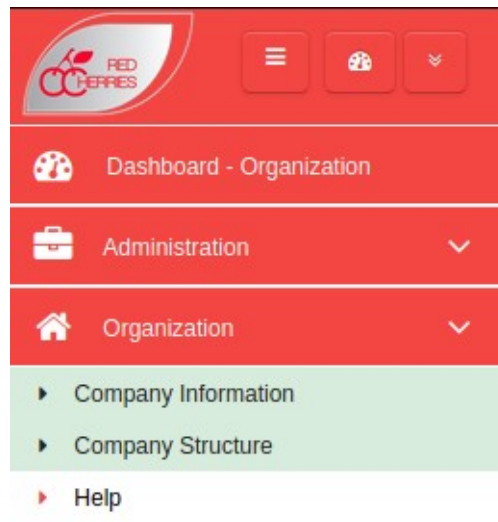 RED
CHERRIES
Dashboard - Organization
Administration
Organization
Company Information
Company Structure
Help